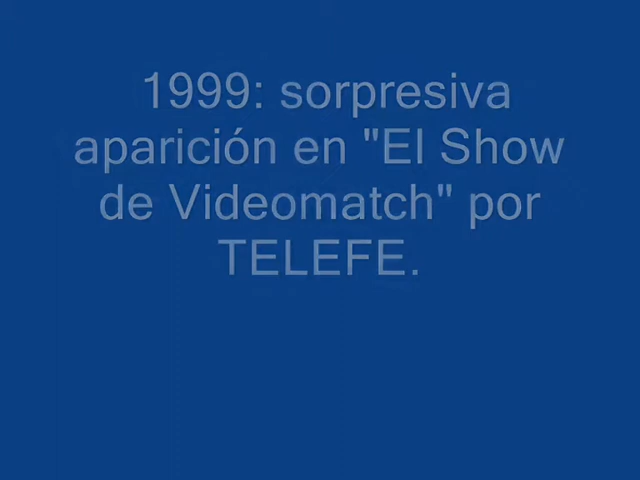 1999: sorpresiva
aparición en "El Show
de Videomatch" por
TELEFE.